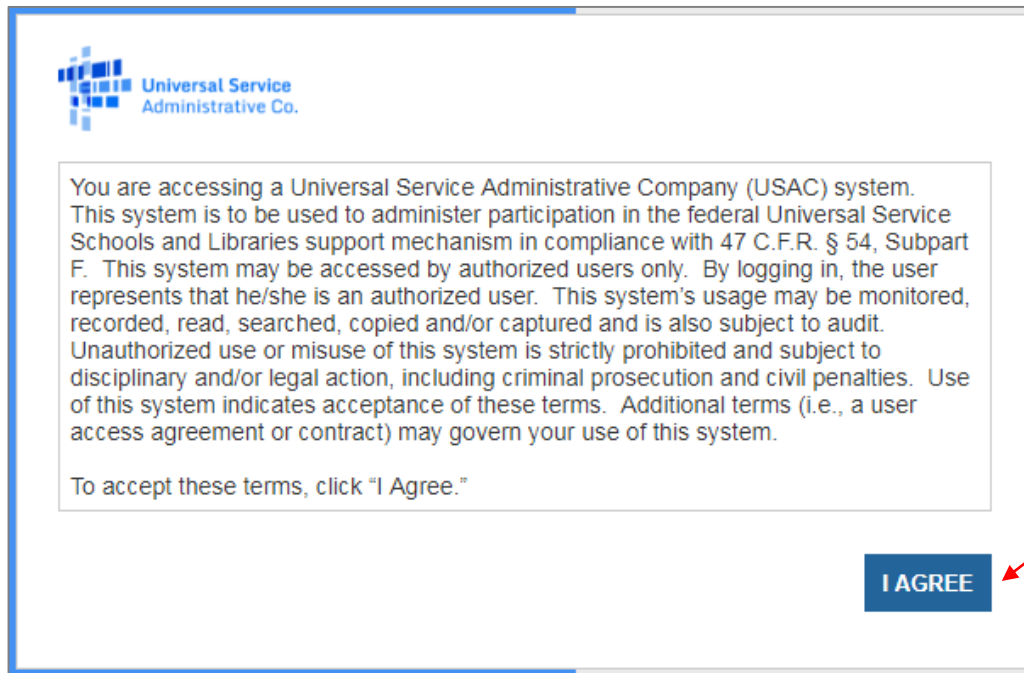 Universal Service
Administrative Co.
You are accessing a Universal Service Administrative Company (USAC) system.
This system is to be used to administer participation in the federal Universal Service
Schools and Libraries support mechanism in compliance with 47 C.F.R. § 54, Subpart
F.  This system may be accessed by authorized users only.  By logging in, the user
represents that he/she is an authorized user.  This system's usage may be monitored,
recorded, read, searched, copied and/or captured and is also subject to audit.
Unauthorized use or misuse of this system is strictly prohibited and subject to
disciplinary and/or legal action, including criminal prosecution and civil penalties.  Use
of this system indicates acceptance of these terms.  Additional terms (i.e., a user
access agreement or contract) may govern your use of this system.
To accept these terms, click “I Agree.”
I AGREE